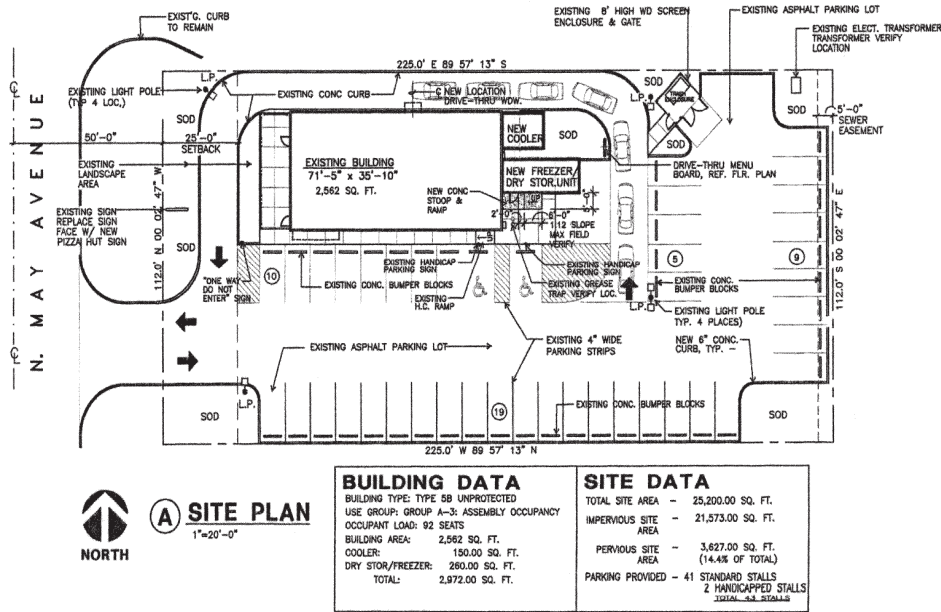 EXIST'G. CURB
TO REMAIN
EXISTING 8' HIGH WD SCREEN
ENCLOSURE & GATE
EXISTING ASPHALT PARKING LOT
EXISTING ELECT. TRANSFORMER
TRANSFORMER VERIFY
LOCATION
225.0' E 89 57' 13" S
L.P.
EXISTING LIGHT POLE
(TYP 4 LOC,)
EXISTING CONC CURB
NEW LOCATION
DRIVE-THRU WDW.
SOD
L.P.
TRASH
ENCLOSURE
SOD
5'-0"
SEWER
EASEMENT
SOD
50'-0"
25'-0"
SETBACK
NEW
COOLER
SOD
SOD
EXISTING
LANDSCAPE
AREA
EXISTING BUILDING
71'-5" x 35'-10"
2,562 SQ. FT.
NEW FREEZER/
DRY STOR.UNIT
DRIVE-THRU MENU
BOARD, REF. FLR. PLAN
NEW CONC
STOOP &
RAMP
UP
2'-0"
6'-0"
1:12 SLOPE
MAX FIELD
VERIFY
N. MAY AVENUE
112.0' N 00 02' 47" W
112.0' S 00 02' 47" E
EXISTING SIGN
REPLACE SIGN
FACE W/ NEW
PIZZA HUT SIGN
SOD
"ONE WAY
DO NOT
ENTER" SIGN
10
EXISTING CONC. BUMPER BLOCKS
EXISTING HANDICAP
PARKING SIGN
EXISTING HANDICAP
PARKING SIGN
EXISTING
H.C. RAMP
EXISTING GREASE
TRAP VERIFY LOC.
5
9
EXISTING CONC.
BUMPER BLOCKS
L.P.
EXISTING LIGHT POLE
TYP. 4 PLACES)
EXISTING ASPHALT PARKING LOT
EXISTING 4" WIDE
PARKING STRIPS
NEW 6" CONC.
CURB, TYP. -
SOD
L.P.
19
EXISTING CONC. BUMPER BLOCKS
SOD
225.0' W 89 57' 13" N
NORTH
A SITE PLAN
1"=20'-0"
BUILDING DATA
BUILDING TYPE: TYPE 5B UNPROTECTED
USE GROUP: GROUP A-3: ASSEMBLY OCCUPANCY
OCCUPANT LOAD: 92 SEATS
BUILDING AREA: 2,562 SQ. FT.
COOLER: 150.00 SQ. FT.
DRY STOR/FREEZER: 260.00 SQ. FT.
TOTAL: 2,972.00 SQ. FT.
SITE DATA
TOTAL SITE AREA - 25,200.00 SQ. FT.
IMPERVIOUS SITE AREA - 21,573.00 SQ. FT.
PERVIOUS SITE AREA - 3,627.00 SQ. FT.
(14.4% OF TOTAL)
PARKING PROVIDED - 41 STANDARD STALLS
2 HANDICAPPED STALLS
TOTAL 43 STALLS